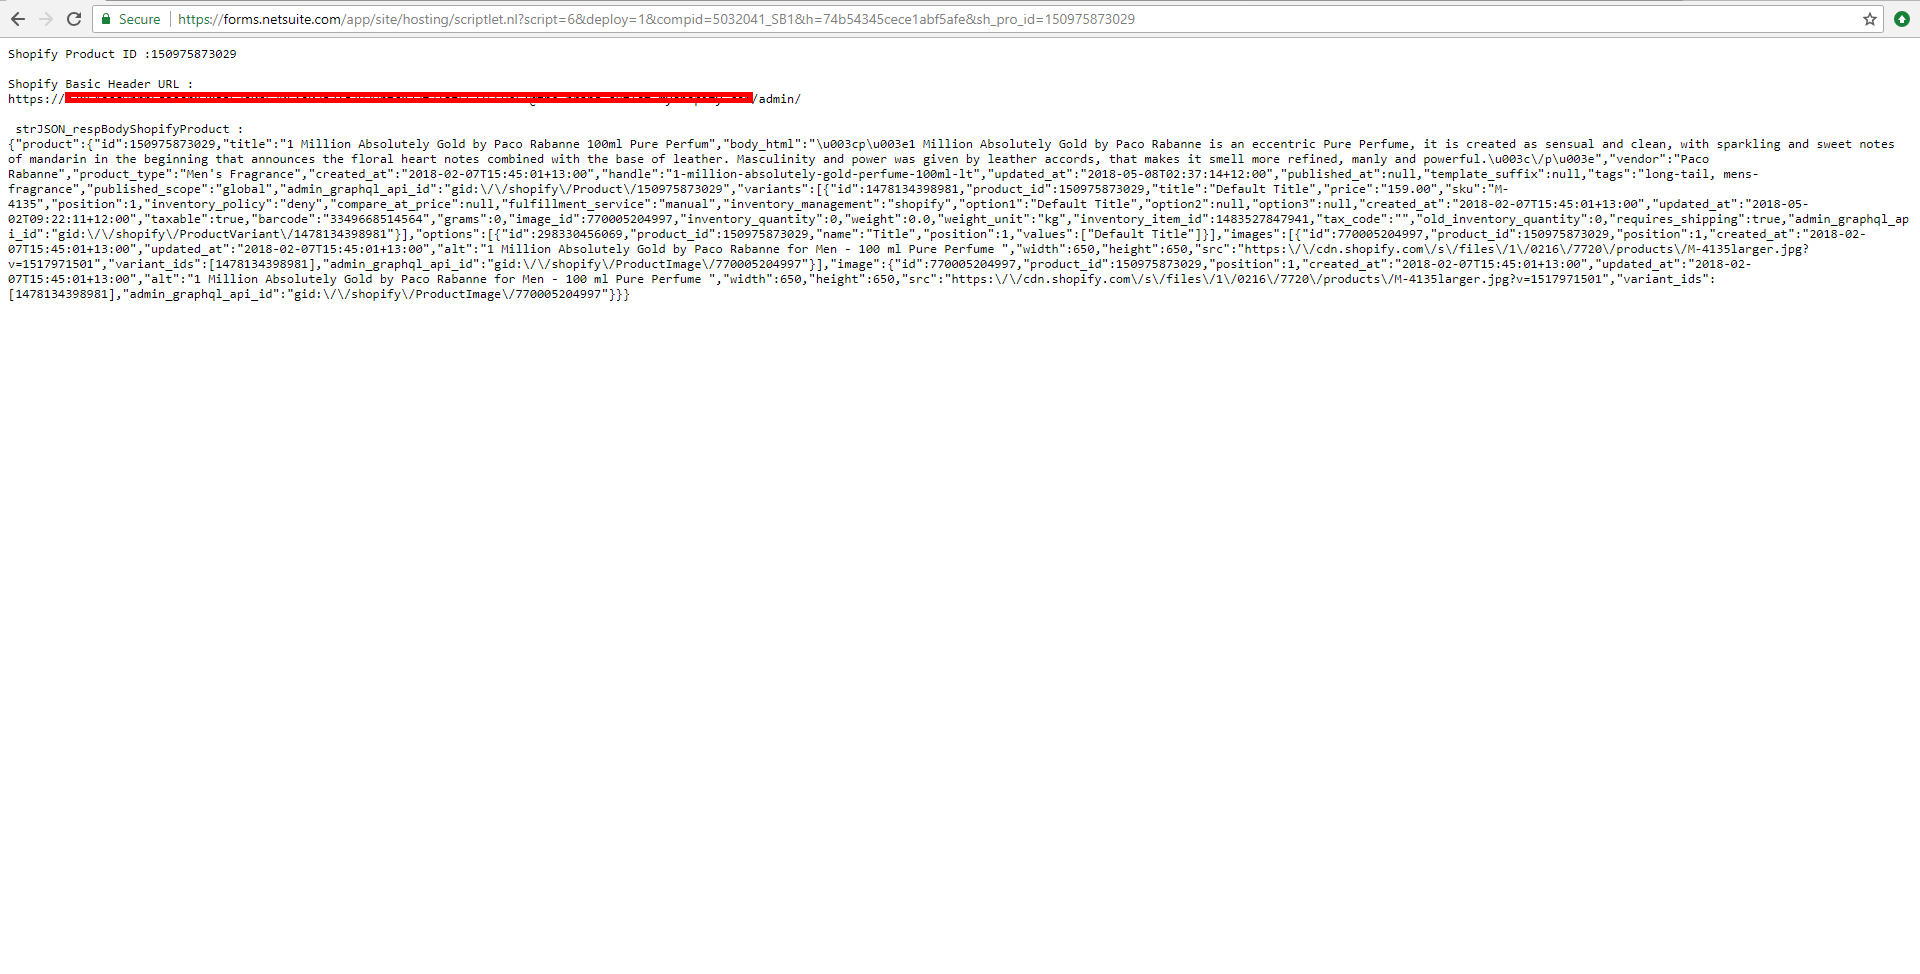 Secure https://forms.netsuite.com/app/site/hosting/scriptlet.nl?script=6&deploy=1&compid=5032041_SB1&h=74b54345cece1abf5afe&sh_pro_id=150975873029
Shopify Product ID :150975873029
Shopify Basic Header URL :
https:// /admin/
strJSON_respBodyShopifyProduct :
{"product":{"id":150975873029,"title":"1 Million Absolutely Gold by Paco Rabanne 100ml Pure Perfum","body_html":"\u003cp\u003e1 Million Absolutely Gold by Paco Rabanne is an eccentric Pure Perfume, it is created as sensual and clean, with sparkling and sweet notes
of mandarin in the beginning that announces the floral heart notes combined with the base of leather. Masculinity and power was given by leather accords, that makes it smell more refined, manly and powerful.\u003c\/p\u003e","vendor":"Paco
Rabanne","product_type":"Men's Fragrance","created_at":"2018-02-07T15:45:01+13:00","handle":"1-million-absolutely-gold-perfume-100ml-lt","updated_at":"2018-05-08T02:37:14+12:00","published_at":null,"template_suffix":null,"tags":"long-tail, mens-
fragrance","published_scope":"global","admin_graphql_api_id":"gid:\/\/shopify\/Product\/150975873029","variants":[{"id":1478134398981,"product_id":150975873029,"title":"Default Title","price":"159.00","sku":"M-
4135","position":1,"inventory_policy":"deny","compare_at_price":null,"fulfillment_service":"manual","inventory_management":"shopify","option1":"Default Title","option2":null,"option3":null,"created_at":"2018-02-07T15:45:01+13:00","updated_at":"2018-05-
02T09:22:11+12:00","taxable":true,"barcode":"3349668514564","grams":0,"image_id":770005204997,"inventory_quantity":0,"weight":0.0,"weight_unit":"kg","inventory_item_id":1483527847941,"tax_code":"","old_inventory_quantity":0,"requires_shipping":true,"admin_graphql_ap
i_id":"gid:\/\/shopify\/ProductVariant\/1478134398981"}],"options":[{"id":298330456069,"product_id":150975873029,"name":"Title","position":1,"values":["Default Title"]}],"images":[{"id":770005204997,"product_id":150975873029,"position":1,"created_at":"2018-02-
07T15:45:01+13:00","updated_at":"2018-02-07T15:45:01+13:00","alt":"1 Million Absolutely Gold by Paco Rabanne for Men - 100 ml Pure Perfume ","width":650,"height":650,"src":"https:\/\/cdn.shopify.com\/s\/files\/1\/0216\/7720\/products\/M-4135larger.jpg?
v=1517971501","variant_ids":[1478134398981],"admin_graphql_api_id":"gid:\/\/shopify\/ProductImage\/770005204997"}],"image":{"id":770005204997,"product_id":150975873029,"position":1,"created_at":"2018-02-07T15:45:01+13:00","updated_at":"2018-02-
07T15:45:01+13:00","alt":"1 Million Absolutely Gold by Paco Rabanne for Men - 100 ml Pure Perfume ","width":650,"height":650,"src":"https:\/\/cdn.shopify.com\/s\/files\/1\/0216\/7720\/products\/M-4135larger.jpg?v=1517971501","variant_ids":
[1478134398981],"admin_graphql_api_id":"gid:\/\/shopify\/ProductImage\/770005204997"}}}